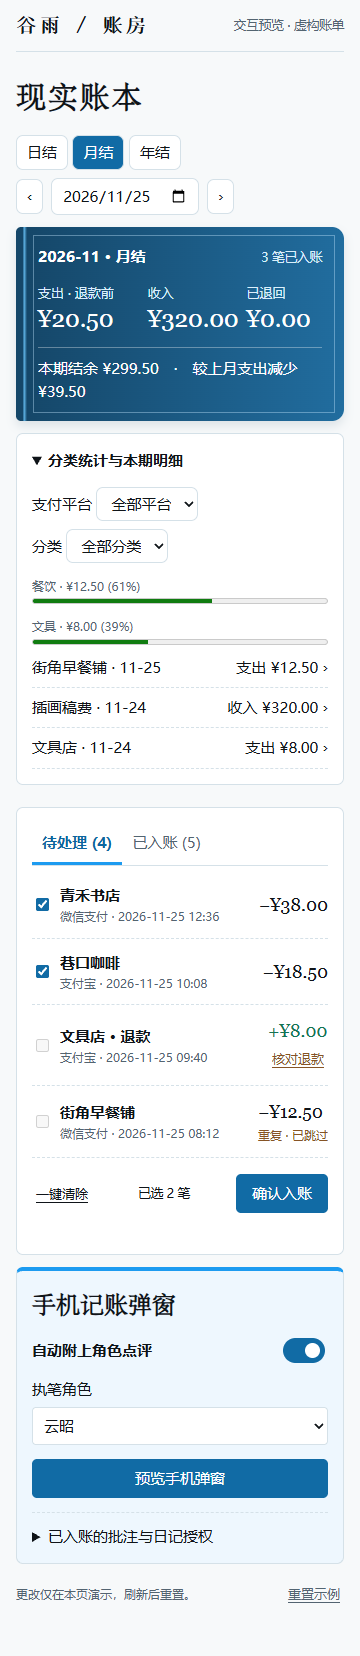 谷雨 / 账房
交互预览 · 虚构账单
现实账本
日结 月结 年结
‹ 2026/11/25 ›
2026-11 • 月结 3 笔已入账
支出 · 退款前 收入 已退回
¥20.50 ¥320.00 ¥0.00
本期结余 ¥299.50 · 较上月支出减少
¥39.50
▼ 分类统计与本期明细
支付平台 全部平台
分类 全部分类
餐饮 · ¥12.50 (61%)
文具 · ¥8.00 (39%)
街角早餐铺 · 11-25 支出 ¥12.50 ›
插画稿费 · 11-24 收入 ¥320.00 ›
文具店 · 11-24 支出 ¥8.00 ›
待处理 (4) 已入账 (5)
青禾书店 −¥38.00
微信支付 · 2026-11-25 12:36
巷口咖啡 −¥18.50
支付宝 · 2026-11-25 10:08
文具店 • 退款 +¥8.00
支付宝 · 2026-11-25 09:40 核对退款
街角早餐铺 −¥12.50
微信支付 · 2026-11-25 08:12 重复 · 已跳过
一键清除 已选 2 笔 确认入账
手机记账弹窗
自动附上角色点评
执笔角色
云昭
预览手机弹窗
▶ 已入账的批注与日记授权
更改仅在本页演示，刷新后重置。 重置示例